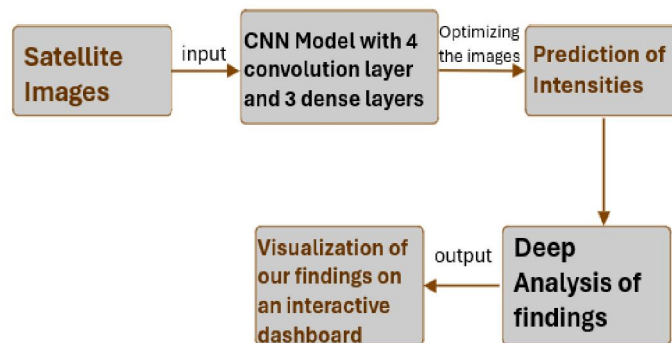 Satellite
Images
input
CNN Model with 4
convolution layer
and 3 dense layers
Optimizing
the images
Prediction of
Intensities
Deep
Analysis of
findings
output
Visualization of
our findings on
an interactive
dashboard